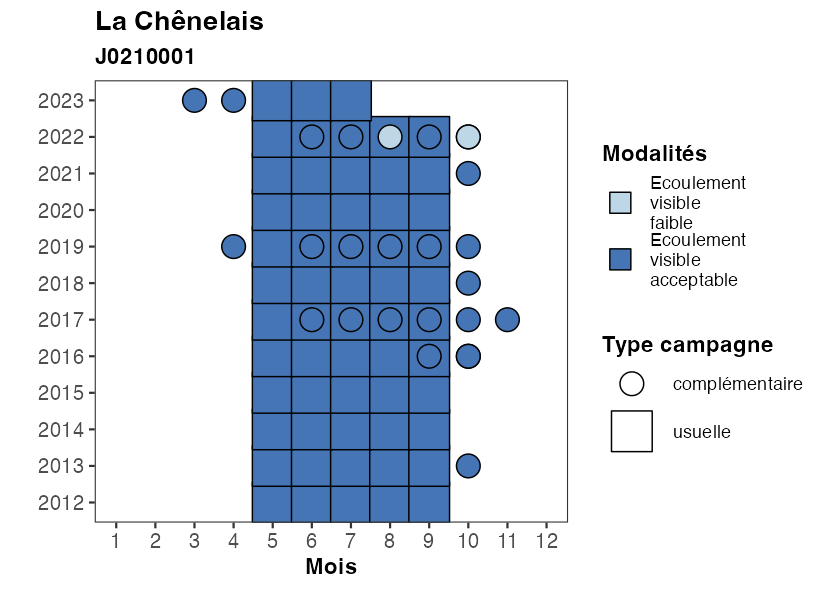 La Chênelais
J0210001
2023
2022
2021
2020
2019
2018
2017
2016
2015
2014
2013
2012
1 2 3 4 5 6 7 8 9 10 11 12
Mois
Modalités
Ecoulement
visible
faible
Ecoulement
visible
acceptable
Type campagne
complémentaire
usuelle